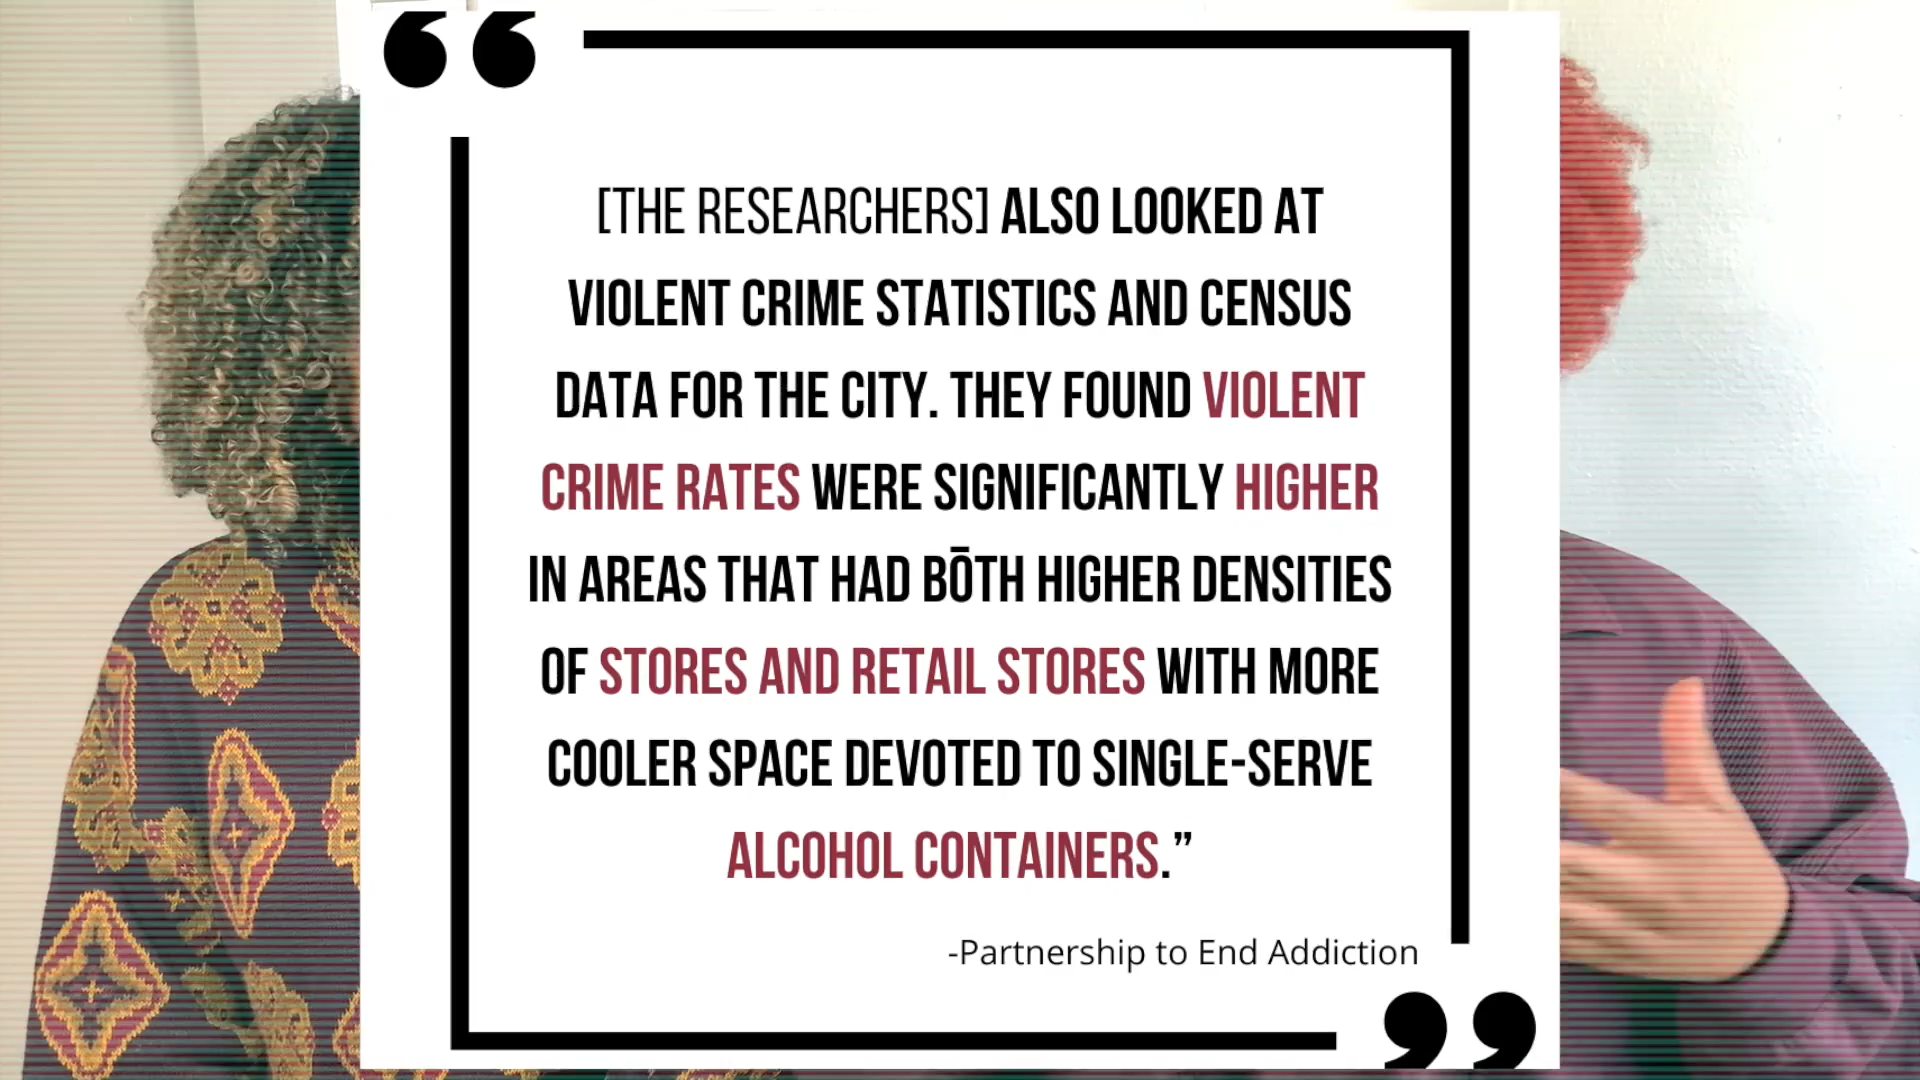 [THE RESEARCHERS] ALSO LOOKED AT
VIOLENT CRIME STATISTICS AND CENSUS
DATA FOR THE CITY. THEY FOUND VIOLENT
CRIME RATES WERE SIGNIFICANTLY HIGHER
IN AREAS THAT HAD BŌTH HIGHER DENSITIES
OF STORES AND RETAIL STORES WITH MORE
COOLER SPACE DEVOTED TO SINGLE-SERVE
ALCOHOL CONTAINERS.”
-Partnership to End Addiction